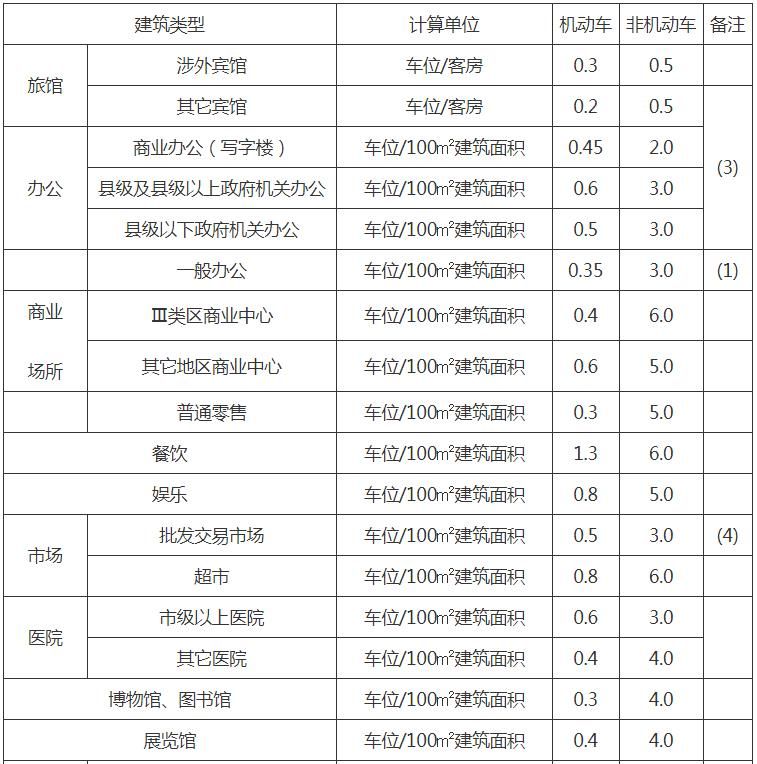 建筑类型 计算单位 机动车 非机动车 备注
旅馆 涉外宾馆 车位/客房 0.3 0.5
其它宾馆 车位/客房 0.2 0.5 (3)
办公 商业办公（写字楼） 车位/100㎡建筑面积 0.45 2.0
县级及县级以上政府机关办公 车位/100㎡建筑面积 0.6 3.0
县级以下政府机关办公 车位/100㎡建筑面积 0.5 3.0
一般办公 车位/100㎡建筑面积 0.35 3.0 (1)
商业场所 Ⅲ类区商业中心 车位/100㎡建筑面积 0.4 6.0
其它地区商业中心 车位/100㎡建筑面积 0.6 5.0
普通零售 车位/100㎡建筑面积 0.3 5.0
餐饮 车位/100㎡建筑面积 1.3 6.0
娱乐 车位/100㎡建筑面积 0.8 5.0
市场 批发交易市场 车位/100㎡建筑面积 0.5 3.0 (4)
超市 车位/100㎡建筑面积 0.8 6.0
医院 市级以上医院 车位/100㎡建筑面积 0.6 3.0
其它医院 车位/100㎡建筑面积 0.4 4.0
博物馆、图书馆 车位/100㎡建筑面积 0.3 4.0
展览馆 车位/100㎡建筑面积 0.4 4.0